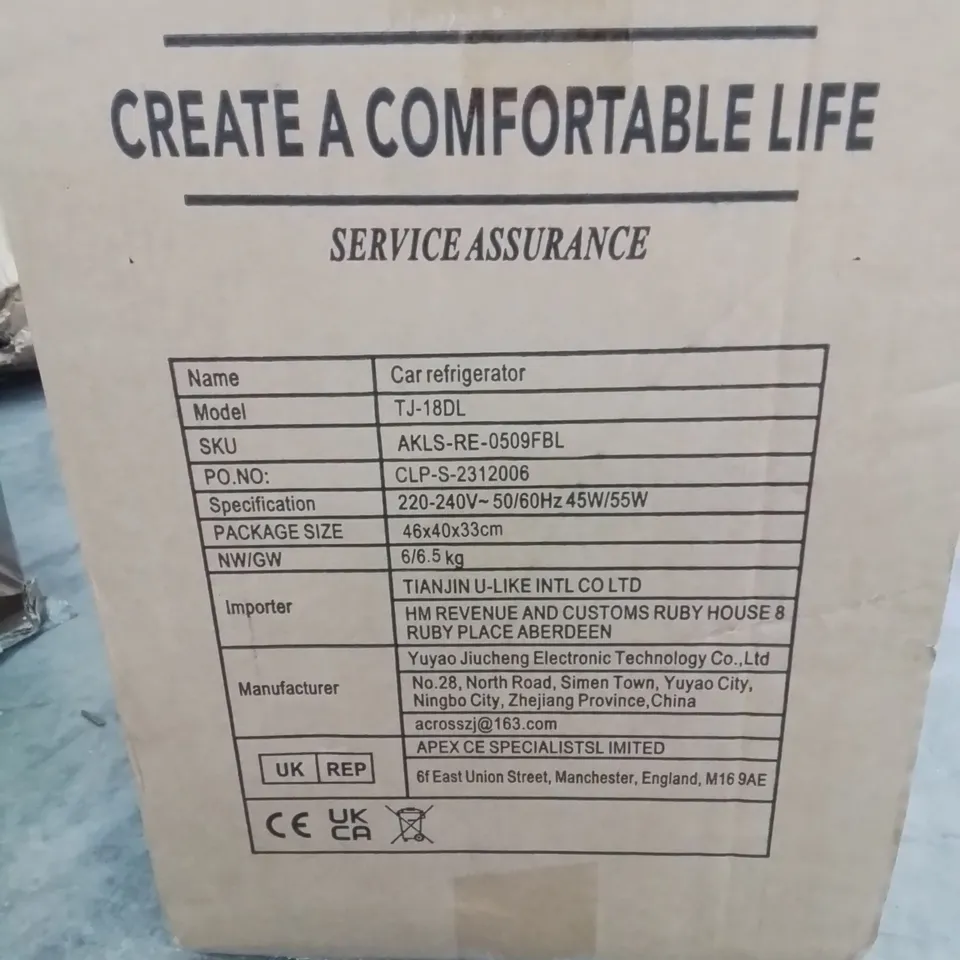 CREATE A COMFORTABLE LIFE
SERVICE ASSURANCE
Name Car refrigerator
Model TJ-18DL
SKU AKLS-RE-0509FBL
PO.NO: CLP-S-2312006
Specification 220-240V~ 50/60Hz 45W/55W
PACKAGE SIZE 46x40x33cm
NW/GW 6/6.5 kg
Importer TIANJIN U-LIKE INTL CO LTD
HM REVENUE AND CUSTOMS RUBY HOUSE 8
RUBY PLACE ABERDEEN
Manufacturer Yuyao Jiucheng Electronic Technology Co.,Ltd
No.28, North Road, Simen Town, Yuyao City,
Ningbo City, Zhejiang Province,China
acrosszj@163.com
UK REP APEX CE SPECIALISTSL IMITED
6f East Union Street, Manchester, England, M16 9AE
CE UK
CA